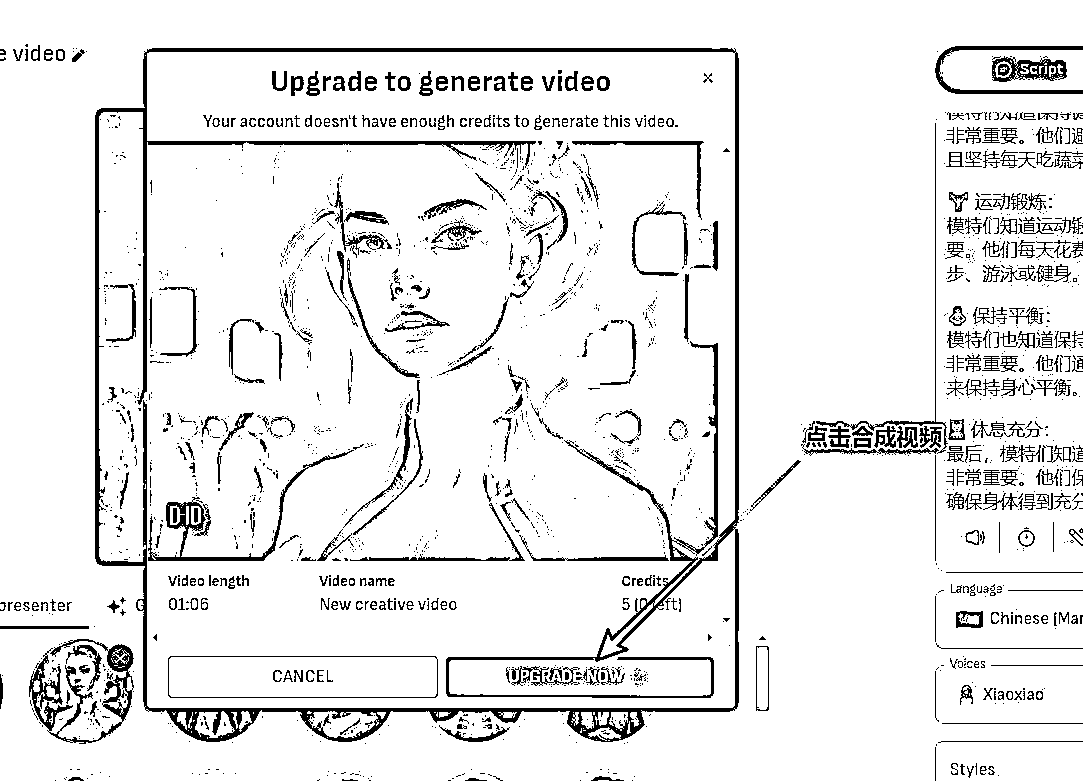 e video
Upgrade to generate video
Your account doesn't have enough credits to generate this video.
D-ID
Video length
Video name
Credits
01:06
New creative video
5 (0 left)
CANCEL
UPGRADE NOW
presenter
G
点击合成视频
Script
模特们知道保持
非常重要。他们避
且坚持每天吃蔬菜
运动锻炼:
模特们知道运动锻
要。他们每天花费
步、游泳或健身。
保持平衡:
模特们也知道保持
非常重要。他们通
来保持身心平衡。
休息充分:
最后，模特们知道
非常重要。他们保
确保身体得到充分
Language
Chinese (Man
Voices
Xiaoxiao
Styles